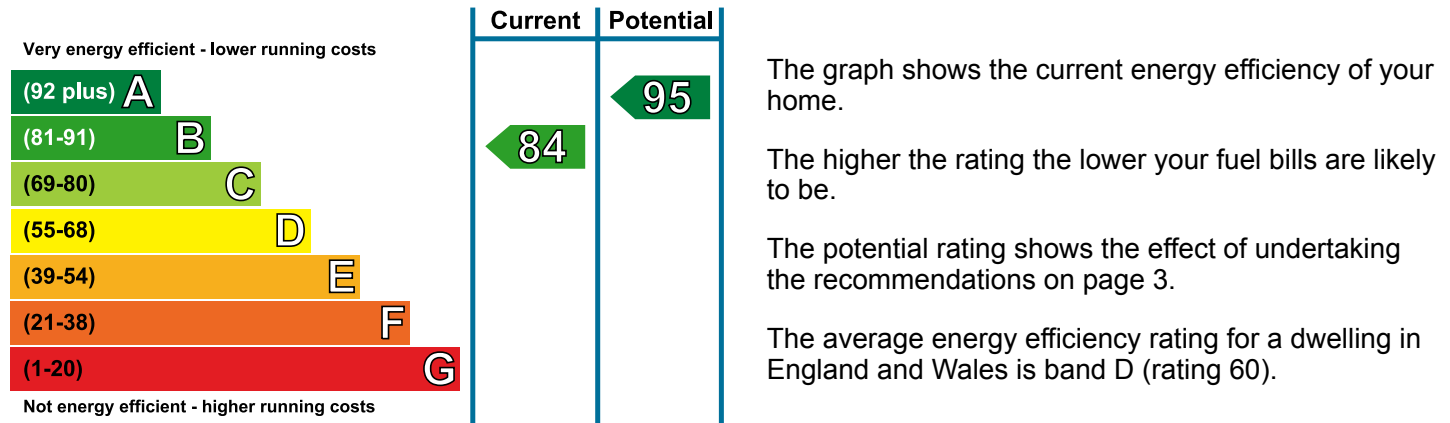 Current Potential
Very energy efficient - lower running costs
(92 plus) A
95
(81-91) B
84
(69-80) C
(55-68) D
(39-54) E
(21-38) F
(1-20) G
Not energy efficient - higher running costs
The graph shows the current energy efficiency of your
home.
The higher the rating the lower your fuel bills are likely
to be.
The potential rating shows the effect of undertaking
the recommendations on page 3.
The average energy efficiency rating for a dwelling in
England and Wales is band D (rating 60).